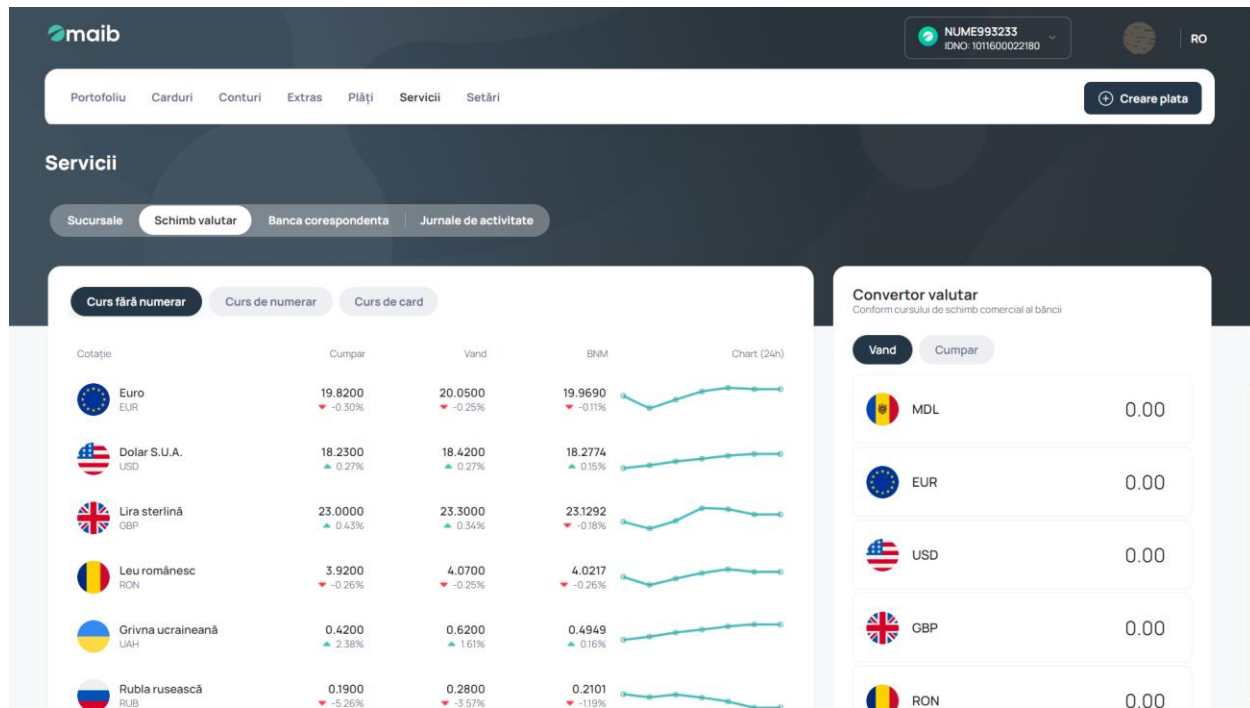 maib
NUME993233
IDNO: 1011600022180
RO
Portofoliu Carduri Conturi Extras Plăți Servicii Setări
Creare plata
Servicii
Sucursale Schimb valutar Banca corespondenta Jurnale de activitate
Curs fără numerar Curs de numerar Curs de card
Cotație Cumpar Vand BNM Chart (24h)
Euro 19.8200 20.0500 19.9690
EUR -0.30% -0.25% -0.11%
Dolar S.U.A. 18.2300 18.4200 18.2774
USD 0.27% 0.27% 0.15%
Lira sterlină 23.0000 23.3000 23.1292
GBP 0.43% 0.34% -0.18%
Leu românesc 3.9200 4.0700 4.0217
RON -0.26% -0.25% -0.26%
Grivna ucraineană 0.4200 0.6200 0.4949
UAH 2.38% 1.61% 0.16%
Rubla rusească 0.1900 0.2800 0.2101
RUB -5.26% -3.57% -1.19%
Convertor valutar
Conform cursului de schimb comercial al băncii
Vand Cumpar
MDL 0.00
EUR 0.00
USD 0.00
GBP 0.00
RON 0.00